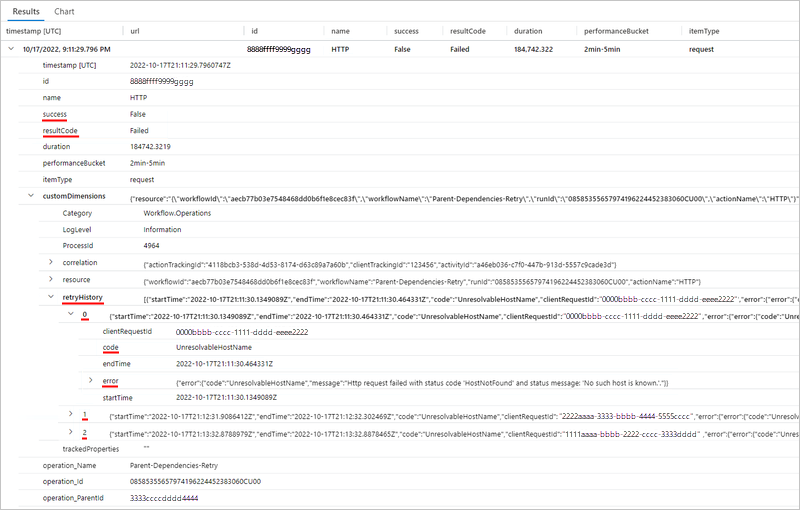 Results Chart
timestamp [UTC] url id name success resultCode duration performanceBucket itemType
10/17/2022, 9:11:29.796 PM 8888ffff9999gggg HTTP False Failed 184,742.322 2min-5min request
timestamp [UTC] 2022-10-17T21:11:29.7960747Z
id 8888ffff9999gggg
name HTTP
success False
resultCode Failed
duration 184742.3219
performanceBucket 2min-5min
itemType request
customDimensions {"resource":"{\"workflowId\":\"aecb77b03e7548468dd0b6f1e8cec83f\",\"workflowName\":\"Parent-Dependencies-Retry\",\"runId\":\"08585355657974196224452383060CU00\",\"actionName\":\"HTTP\"}"
Category Workflow.Operations
LogLevel Information
ProcessId 4964
correlation {"actionTrackingId":"4118bcb3-538d-4d53-8174-d63c89a7a60b","clientTrackingId":"123456","activityId":"a46eb036-c7f0-447b-913d-5557c9cade3d"}
resource {"workflowId":"aecb77b03e7548468dd0b6f1e8cec83f","workflowName":"Parent-Dependencies-Retry","runId":"08585355657974196224452383060CU00","actionName":"HTTP"}
retryHistory [{"startTime":"2022-10-17T21:11:30.1349089Z","endTime":"2022-10-17T21:11:30.464331Z","code":"UnresolvableHostName","clientRequestId":"0000bbbb-cccc-1111-dddd-eeee2222","error":{"error":{"code
0 {"startTime":"2022-10-17T21:11:30.1349089Z","endTime":"2022-10-17T21:11:30.464331Z","code":"UnresolvableHostName","clientRequestId":"0000bbbb-cccc-1111-dddd-eeee2222","error":{"error":{"code":"Unreso
clientRequestId 0000bbbb-cccc-1111-dddd-eeee2222
code UnresolvableHostName
endTime 2022-10-17T21:11:30.464331Z
error {"error":{"code":"UnresolvableHostName","message":"Http request failed with status code 'HostNotFound' and status message: 'No such host is known.'."}}
startTime 2022-10-17T21:11:30.1349089Z
1 {"startTime":"2022-10-17T21:12:31.9086412Z","endTime":"2022-10-17T21:12:32.302469Z","code":"UnresolvableHostName","clientRequestId":"2222aaaa-3333-bbbb-4444-5555cccc","error":{"error":{"code":"Unres
2 {"startTime":"2022-10-17T21:13:32.8788979Z","endTime":"2022-10-17T21:13:32.8878465Z","code":"UnresolvableHostName","clientRequestId":"1111aaaa-bbbb-2222-cccc-3333dddd" ,"error":{"error":{"code":"Unre
trackedProperties ""
operation_Name Parent-Dependencies-Retry
operation_Id 08585355657974196224452383060CU00
operation_ParentId 3333ccccdddd4444